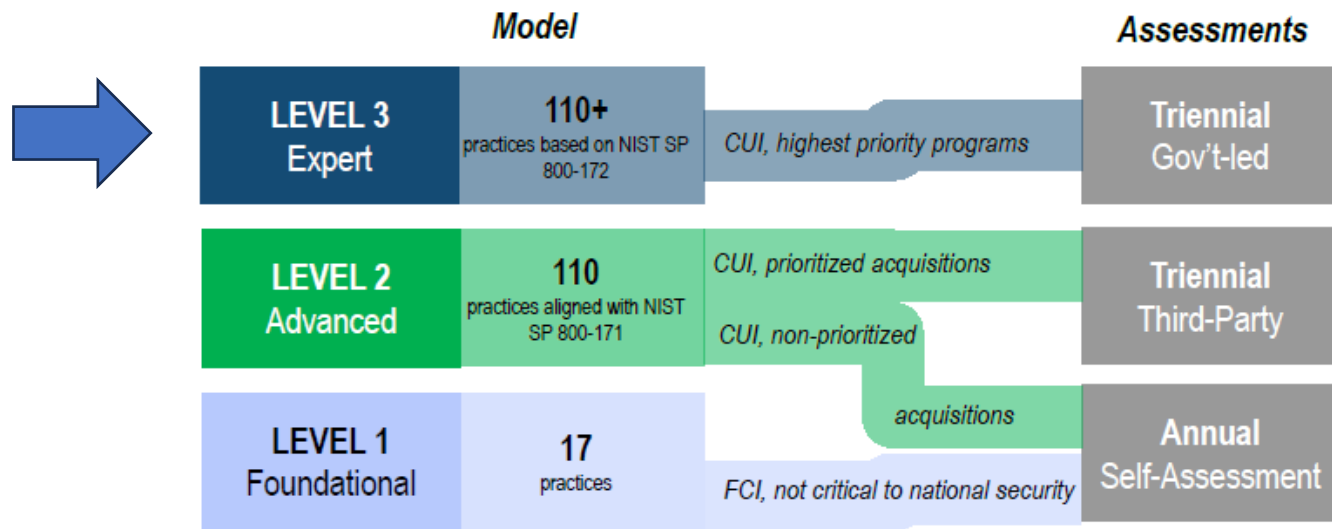 Model
Assessments
LEVEL 3
Expert
110+
practices based on NIST SP
800-172
CUI, highest priority programs
Triennial
Gov't-led
LEVEL 2
Advanced
110
practices aligned with NIST
SP 800-171
CUI, prioritized acquisitions
CUI, non-prioritized
acquisitions
Triennial
Third-Party
LEVEL 1
Foundational
17
practices
FCI, not critical to national security
Annual
Self-Assessment